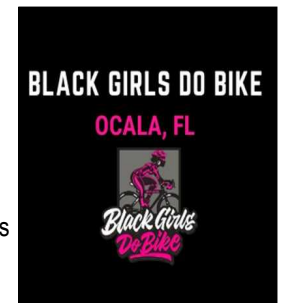 BLACK GIRLS DO BIKE
OCALA, FL
Black Girls
Do Bike
s